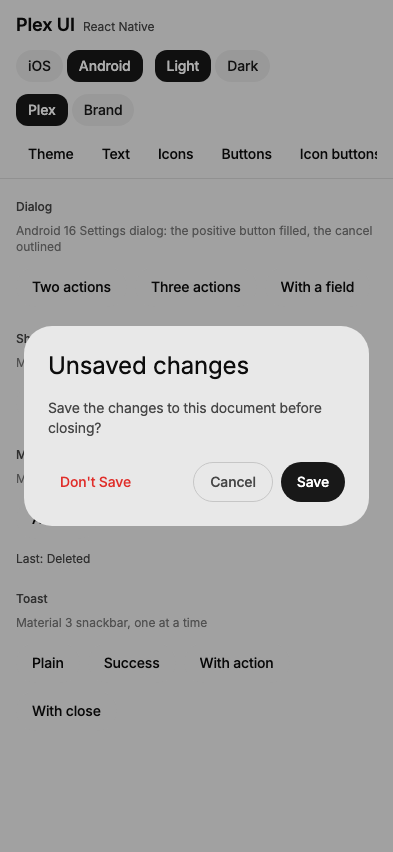 Plex UI React Native
iOS Android Light Dark
Plex Brand
Theme Text Icons Buttons Icon buttons
Dialog
Android 16 Settings dialog: the positive button filled, the cancel
outlined
Two actions Three actions With a field
Unsaved changes
Save the changes to this document before
closing?
Don't Save Cancel Save
Last: Deleted
Toast
Material 3 snackbar, one at a time
Plain Success With action
With close